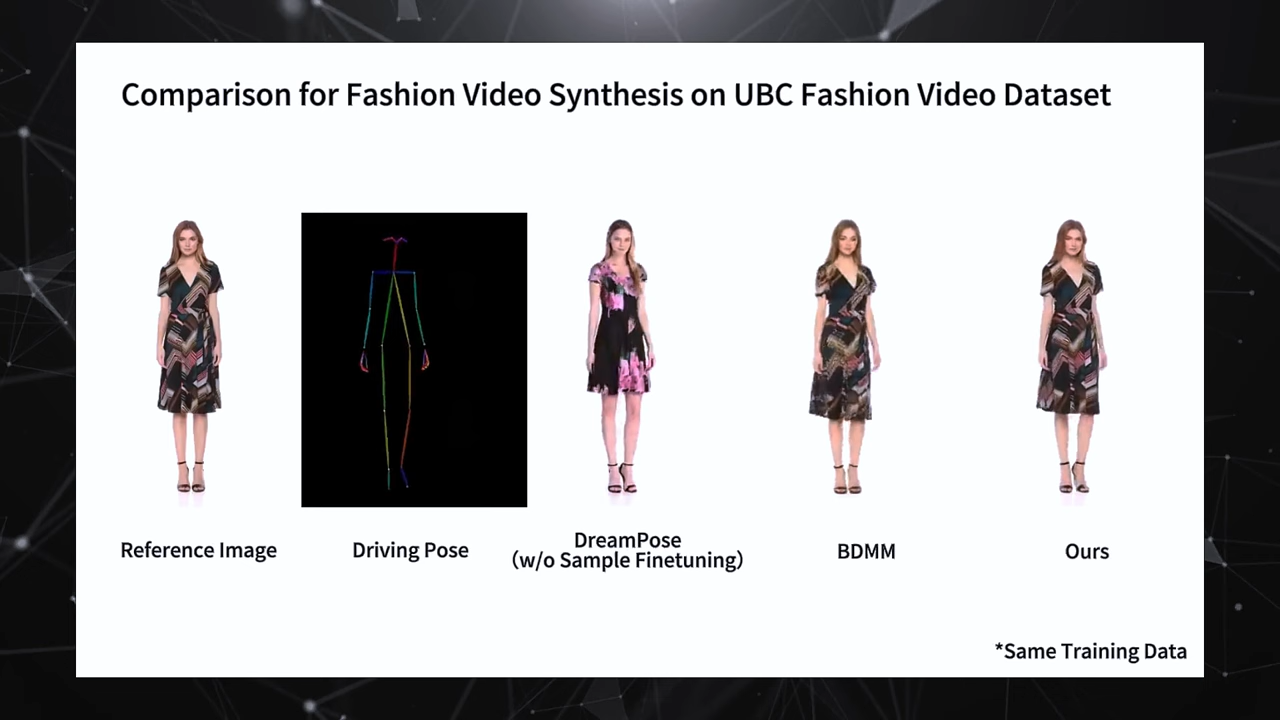 Comparison for Fashion Video Synthesis on UBC Fashion Video Dataset
Reference Image
Driving Pose
DreamPose
(w/o Sample Finetuning)
BDMM
Ours
*Same Training Data